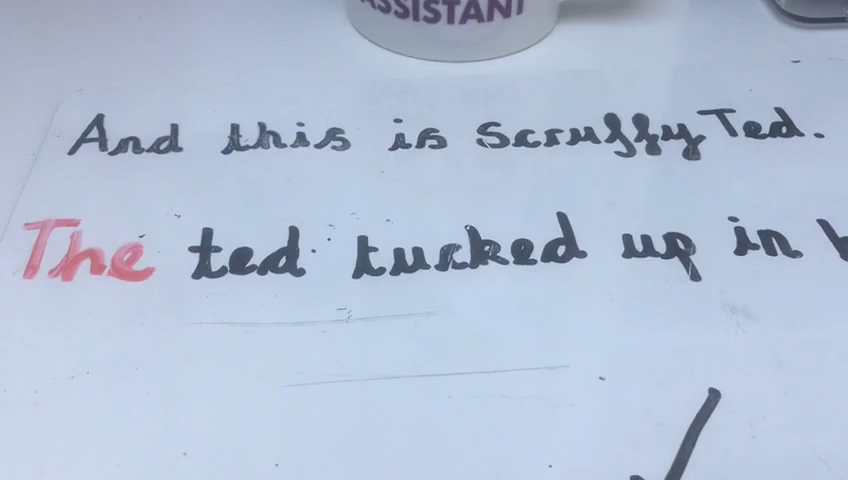 ASSISTANT
And this is Scruffy Ted.
The ted tucked up in